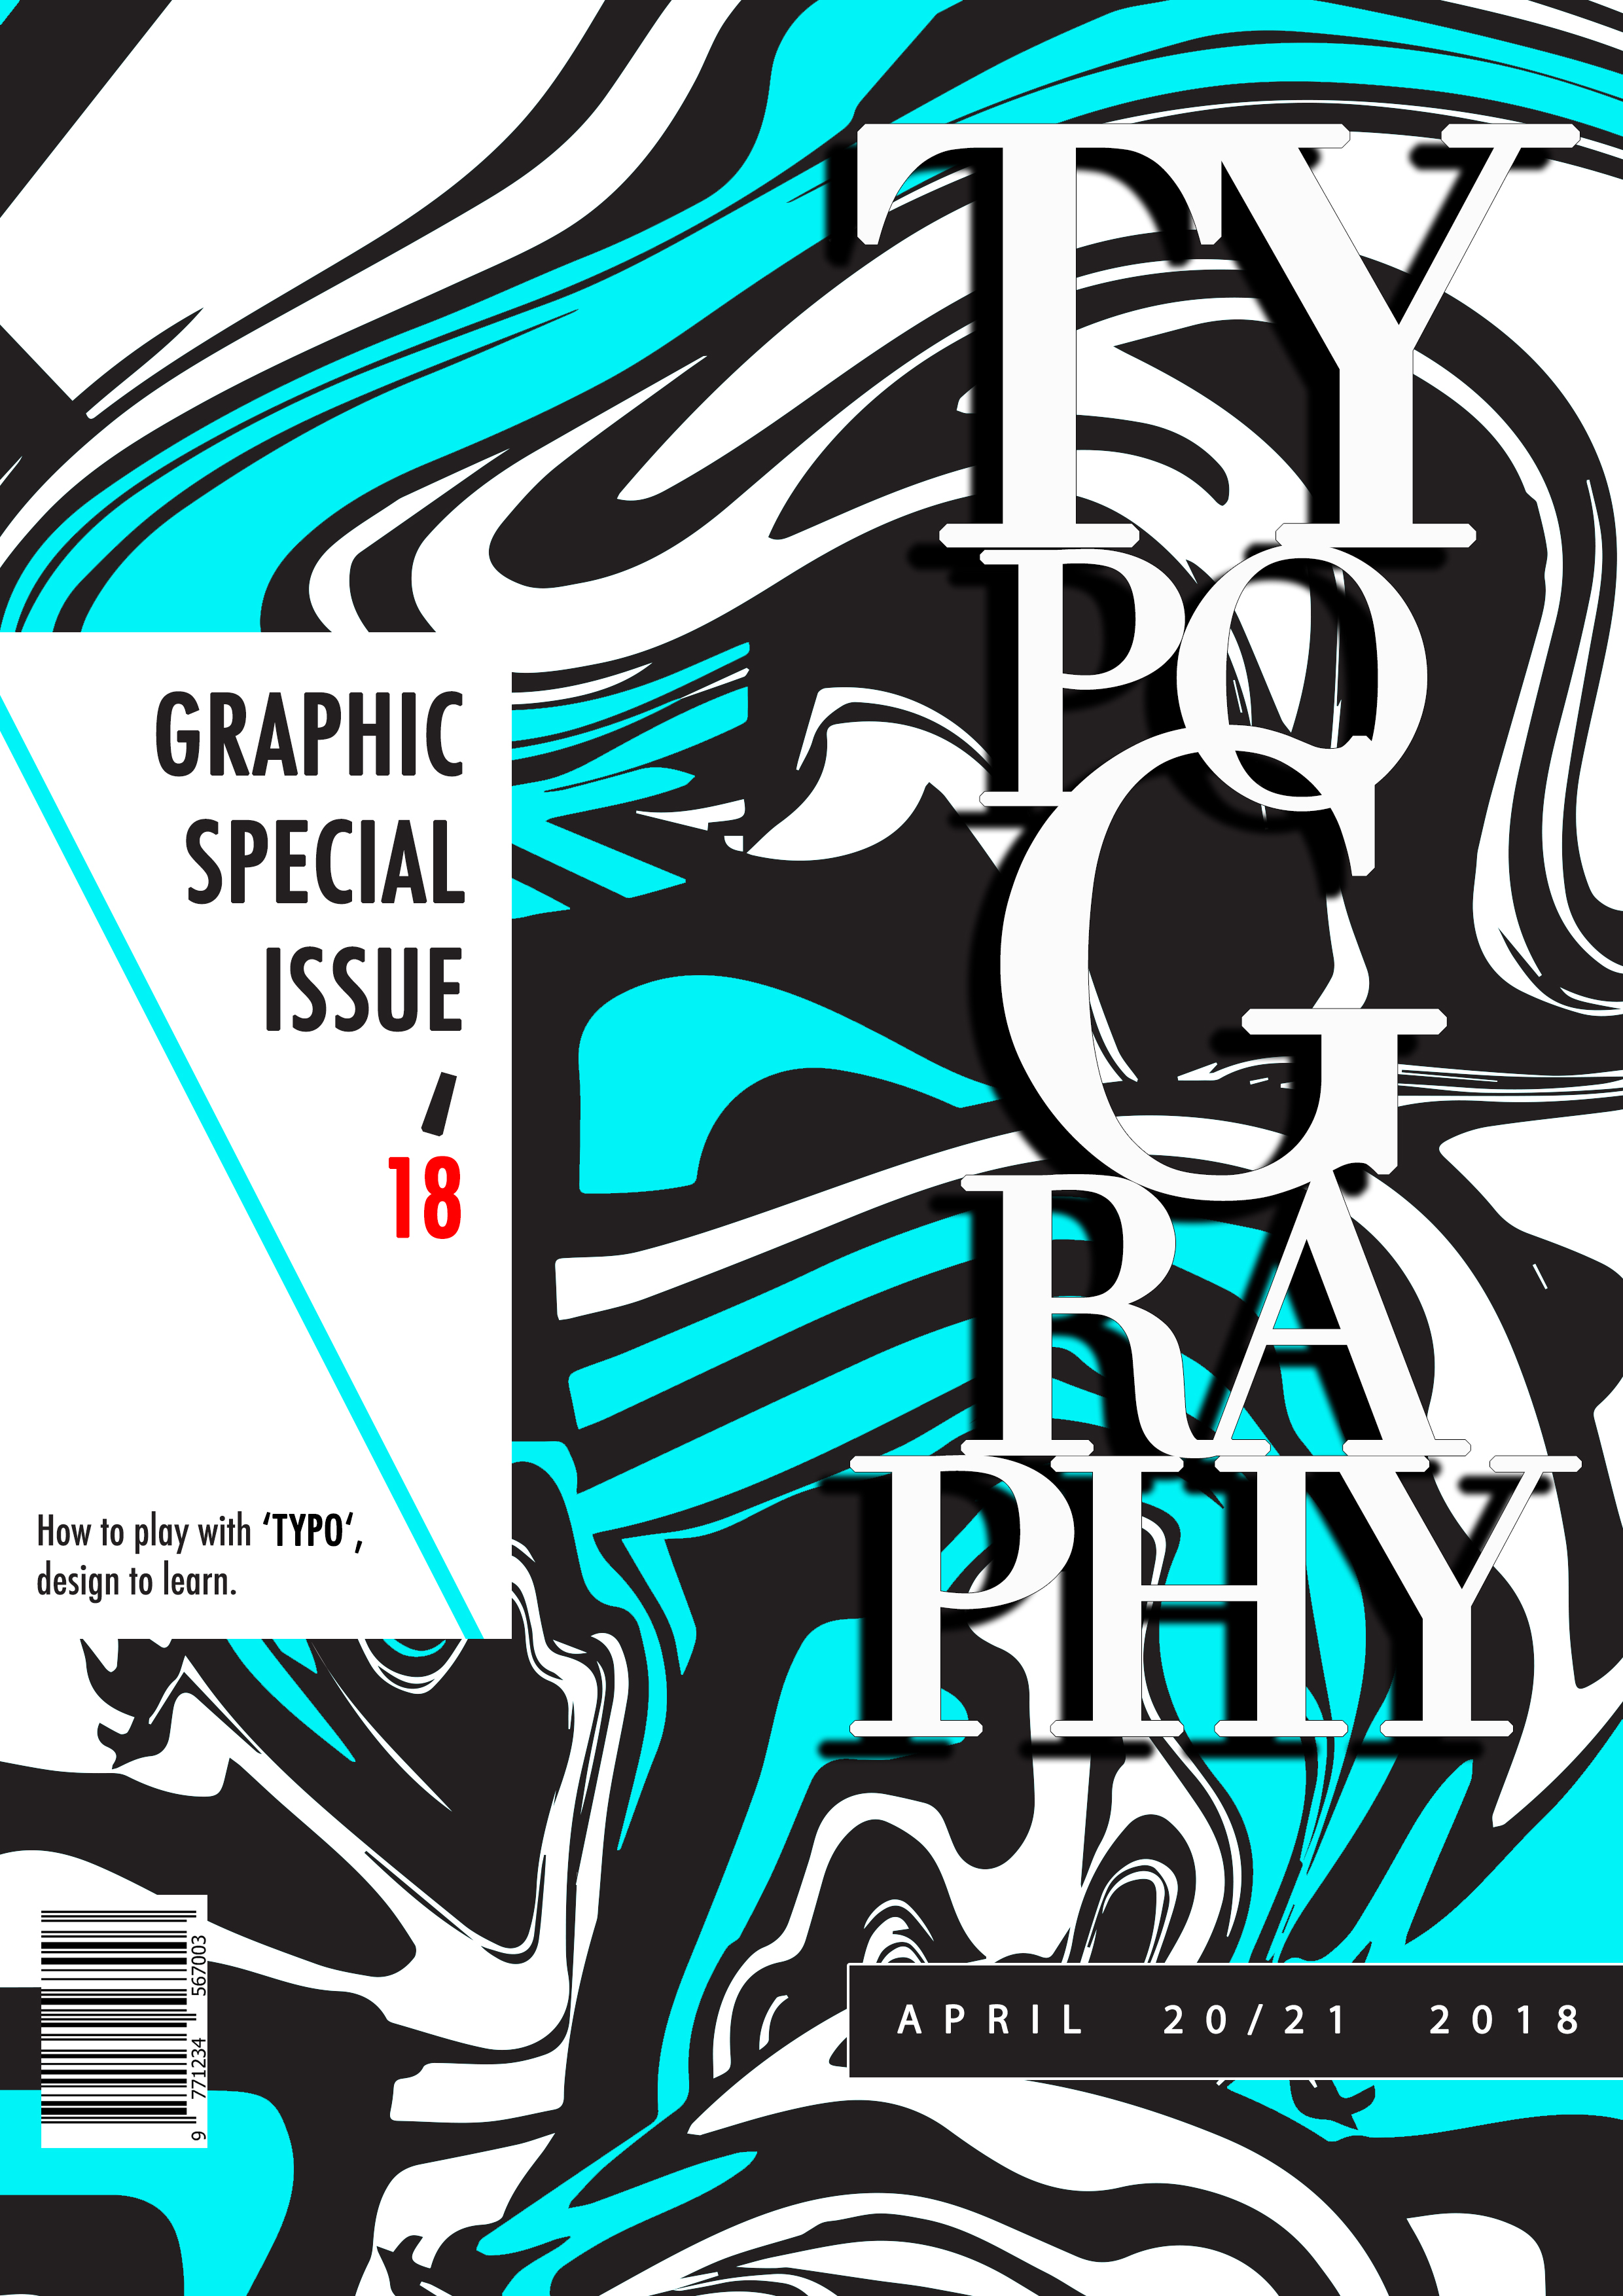 TY
PO
G
RA
PHY
GRAPHIC
SPECIAL
ISSUE
'
18
How to play with ‘TYPO‘,
design to learn.
9 771234 567003
APRIL 20/21 2018